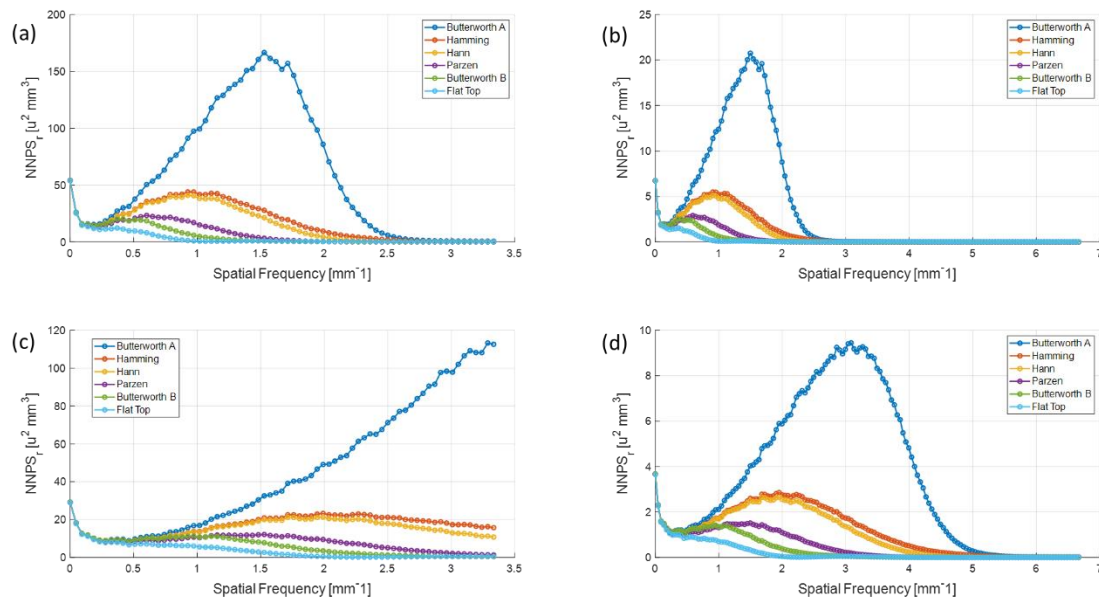 (a)
NNPS_r [u² mm³]
200
150
100
50
0
0 0.5 1 1.5 2 2.5 3 3.5
Spatial Frequency [mm⁻1]
Butterworth A
Hamming
Hann
Parzen
Butterworth B
Flat Top
(b)
NNPS_r [u² mm³]
25
20
15
10
5
0
0 1 2 3 4 5 6 7
Spatial Frequency [mm⁻1]
Butterworth A
Hamming
Hann
Parzen
Butterworth B
Flat Top
(c)
NNPS_r [u² mm³]
120
100
80
60
40
20
0
0 0.5 1 1.5 2 2.5 3 3.5
Spatial Frequency [mm⁻1]
Butterworth A
Hamming
Hann
Parzen
Butterworth B
Flat Top
(d)
NNPS_r [u² mm³]
10
8
6
4
2
0
0 1 2 3 4 5 6 7
Spatial Frequency [mm⁻1]
Butterworth A
Hamming
Hann
Parzen
Butterworth B
Flat Top